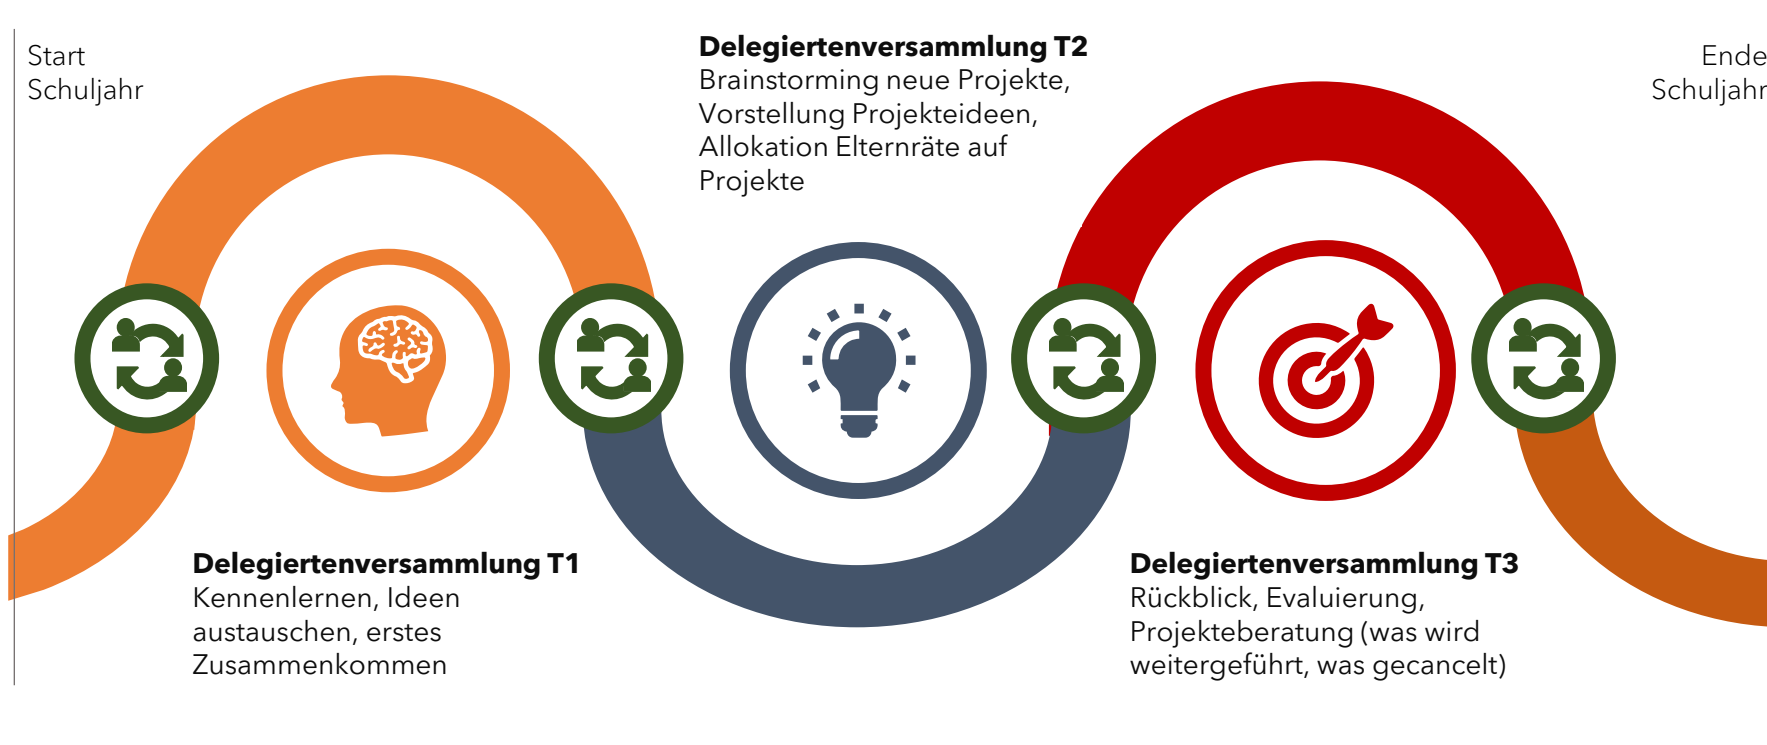 Start
Schuljahr
Delegiertenversammlung T1
Kennenlernen, Ideen
austauschen, erstes
Zusammenkommen
Delegiertenversammlung T2
Brainstorming neue Projekte,
Vorstellung Projekteideen,
Allokation Elternräte auf
Projekte
Delegiertenversammlung T3
Rückblick, Evaluierung,
Projekteberatung (was wird
weitergeführt, was gecancelt)
Ende
Schuljahr